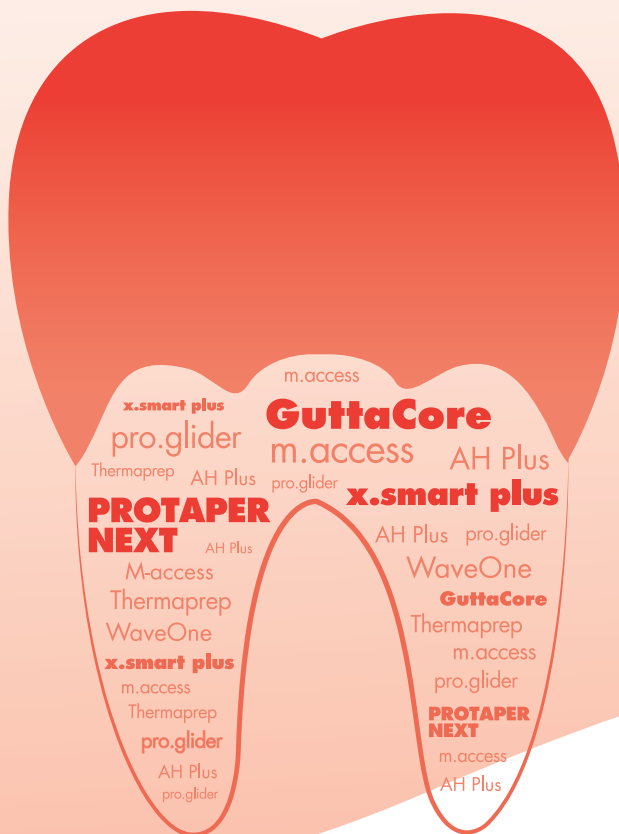 m.access
x.smart plus
GuttaCore
pro.glider
m.access
AH Plus
Thermaprep
AH Plus
pro.glider
x.smart plus
PROTAPER
NEXT
AH Plus
AH Plus
pro.glider
M-access
WaveOne
Thermaprep
GuttaCore
WaveOne
Thermaprep
x.smart plus
m.access
m.access
pro.glider
Thermaprep
PROTAPER
NEXT
pro.glider
m.access
AH Plus
AH Plus
pro.glider